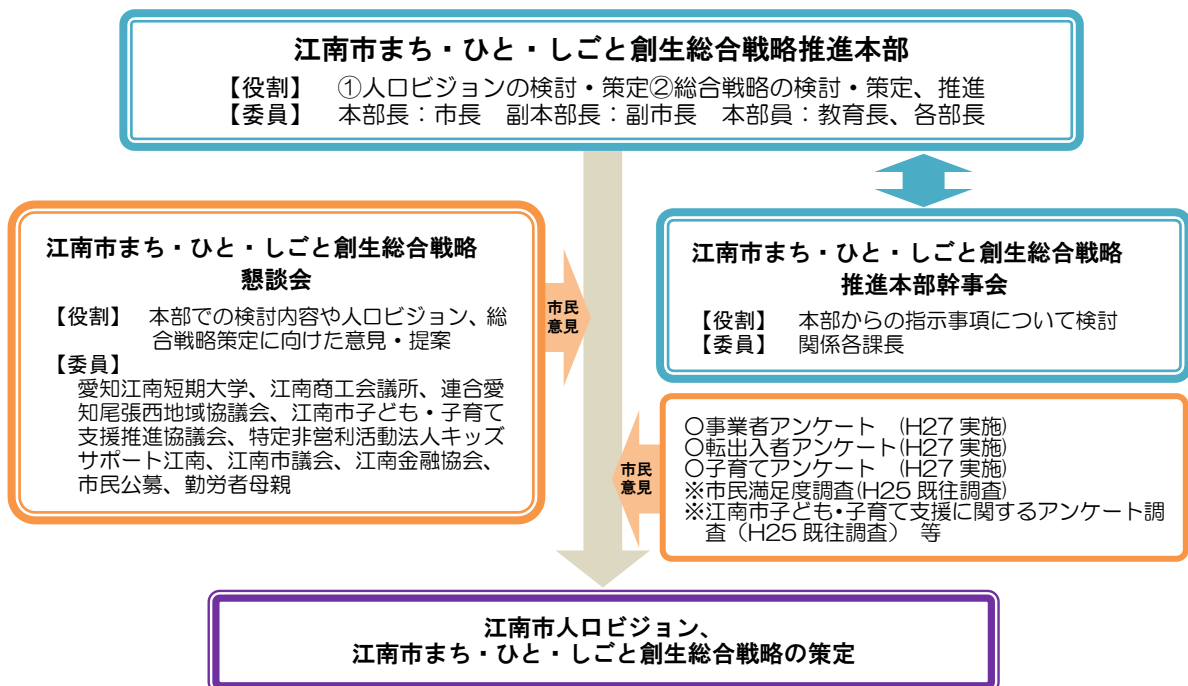 江南市まち・ひと・しごと創生総合戦略推進本部
【役割】 ①人口ビジョンの検討・策定②総合戦略の検討・策定、推進
【委員】 本部長：市長 副本部長：副市長 本部員：教育長、各部長
江南市まち・ひと・しごと創生総合戦略
懇談会
【役割】 本部での検討内容や人口ビジョン、総
合戦略策定に向けた意見・提案
【委員】
愛知江南短期大学、江南商工会議所、連合愛
知尾張西地域協議会、江南市子ども・子育て
支援推進協議会、特定非営利活動法人キッズ
サポート江南、江南市議会、江南金融協会、
市民公募、勤労者母親
市民
意見
江南市まち・ひと・しごと創生総合戦略
推進本部幹事会
【役割】 本部からの指示事項について検討
【委員】 関係各課長
市民
意見
○事業者アンケート （H27 実施）
○転出入者アンケート（H27 実施）
○子育てアンケート （H27 実施）
※市民満足度調査(H25 既往調査)
※江南市子ども・子育て支援に関するアンケート調
査（H25 既往調査） 等
江南市人口ビジョン、
江南市まち・ひと・しごと創生総合戦略の策定